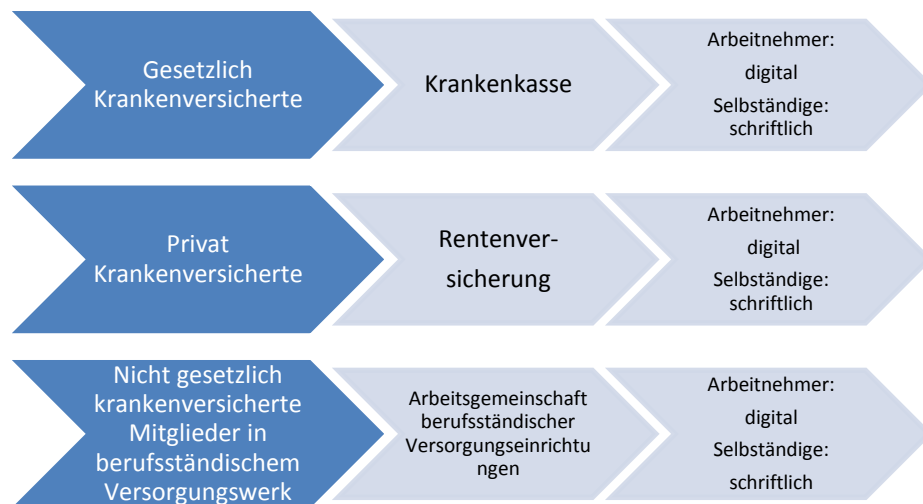 Gesetzlich
Krankenversicherte
Krankenkasse
Arbeitnehmer:
digital
Selbständige:
schriftlich
Privat
Krankenversicherte
Rentenver-
sicherung
Arbeitnehmer:
digital
Selbständige:
schriftlich
Nicht gesetzlich
krankenversicherte
Mitglieder in
berufsständischem
Versorgungswerk
Arbeitsgemeinschaft
berufsständischer
Versorgungseinrichtu
ngen
Arbeitnehmer:
digital
Selbständige:
schriftlich